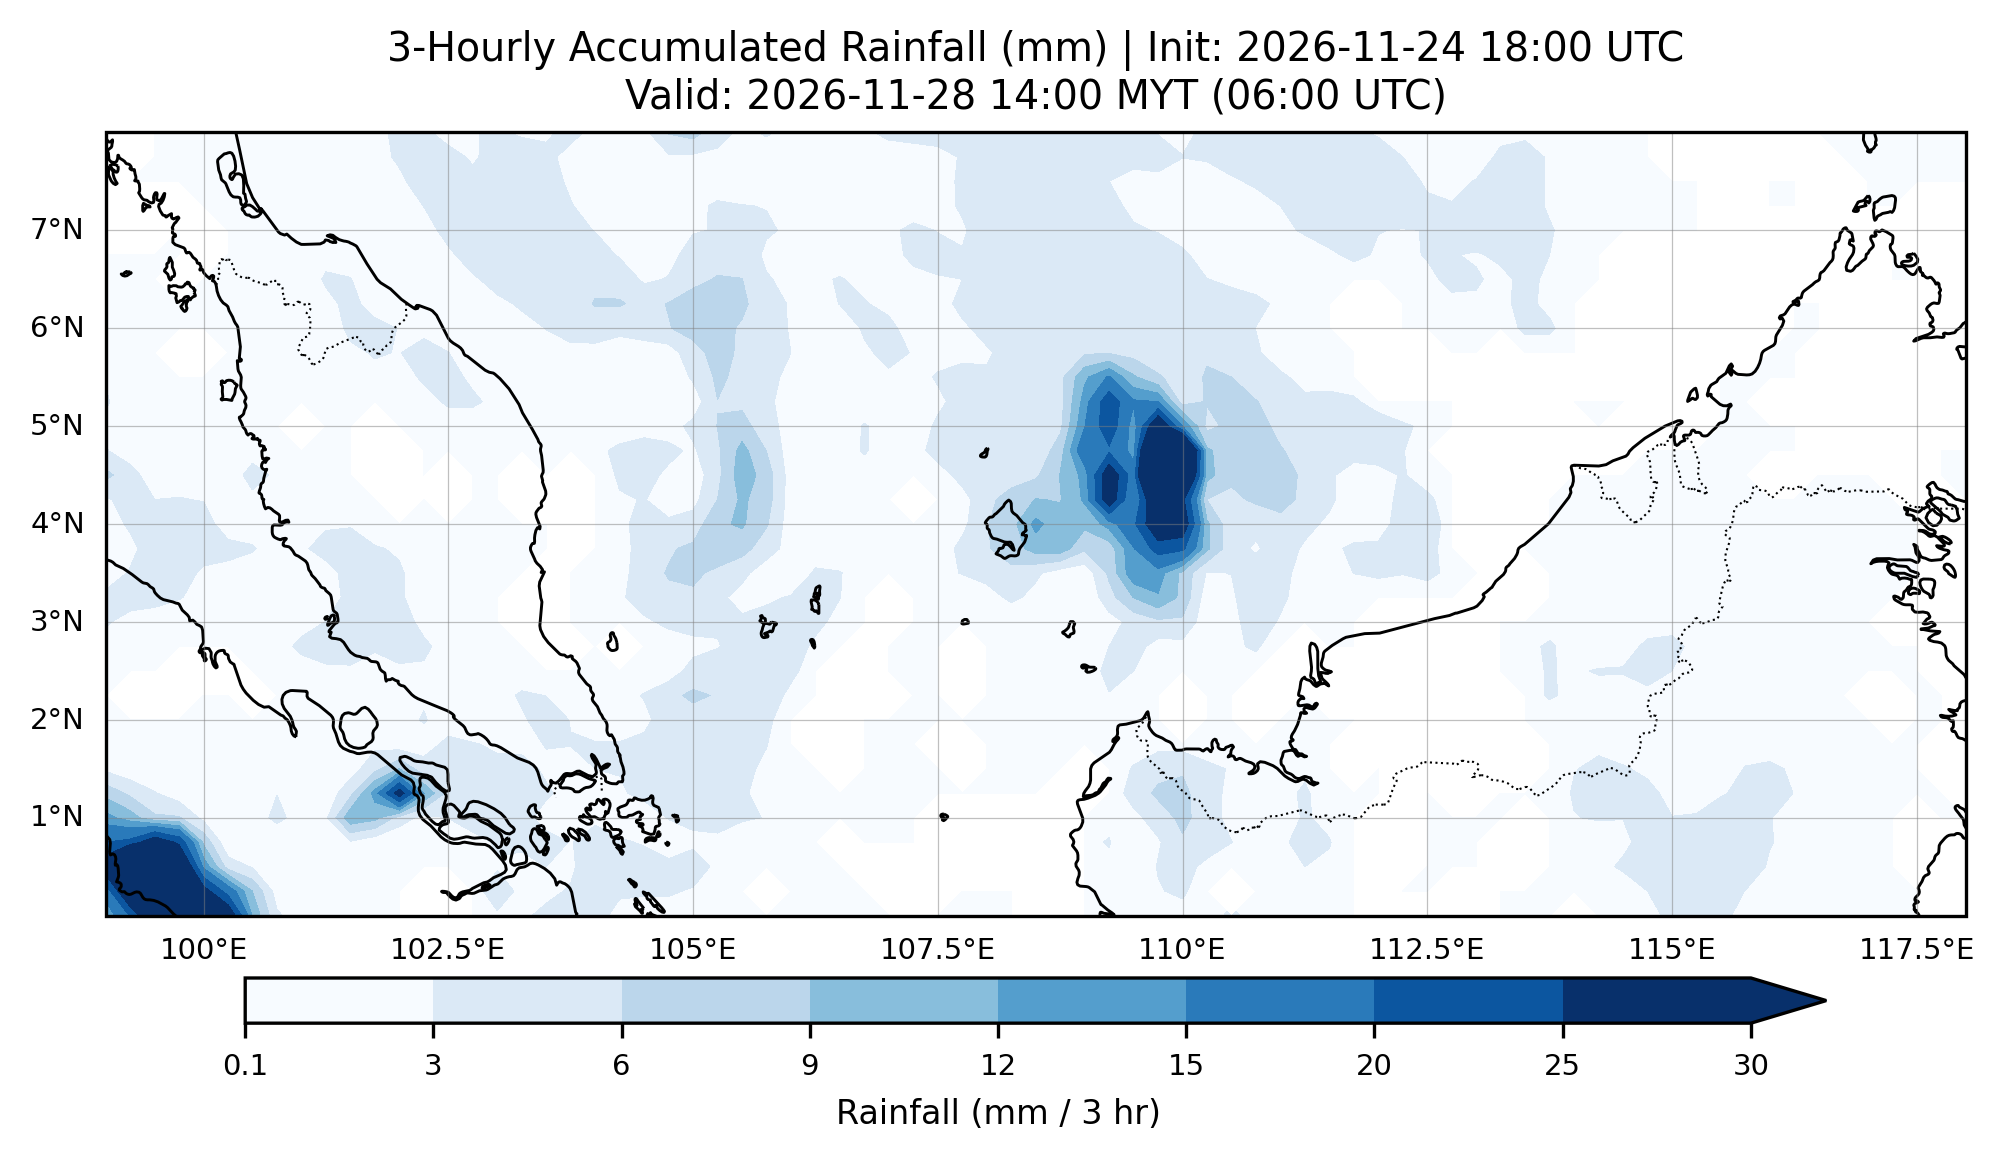 3-Hourly Accumulated Rainfall (mm) | Init: 2026-11-24 18:00 UTC
Valid: 2026-11-28 14:00 MYT (06:00 UTC)
7°N
6°N
5°N
4°N
3°N
2°N
1°N
100°E 102.5°E 105°E 107.5°E 110°E 112.5°E 115°E 117.5°E
0.1 3 6 9 12 15 20 25 30
Rainfall (mm / 3 hr)